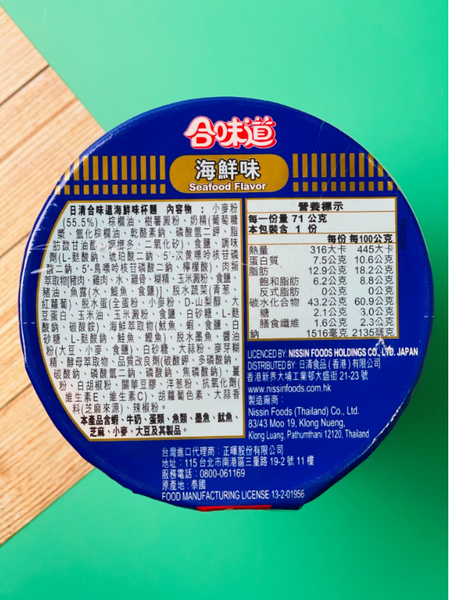 合味道
海鮮味
Seafood Flavor
日清合味道海鮮味杯麵 內容物 : 小麥粉
(55.5%)、棕櫚油、樹薯澱粉、奶精(葡萄糖
漿、氫化棕櫚油、乾酪素鈉、磷酸氫二鉀、脂
二氧化矽)、食鹽、調味
劑(L-麩酸鈉、琥珀酸二鈉、5'-次黃嘌呤核苷磷酸
二鈉、5'-鳥嘌呤核苷磷酸二鈉、檸檬酸)、肉類
萃取物[豬肉、雞肉、水、雞骨
玉米澱粉、食鹽、
豬油、魚露(水、鯷魚、食鹽)]、脫水蔬菜(青蔥、
紅蘿蔔)、脫水蛋(全蛋粉、小麥粉、D-山梨醇、大
豆蛋白、玉米油、玉米澱粉、食鹽、白砂糖、L-麩
酸鈉、碳酸銨)、海鮮萃取物(魷魚、蝦、食鹽、白
砂糖、L-麩酸鈉、鮭魚、鰹魚)、脫水墨魚、醬油
粉(大豆、小麥、食鹽)、白砂糖、大蒜粉、麥芽糊
精、酵母萃取物、品質改良劑(碳酸鉀、多磷酸鈉、
碳酸鈉、磷酸二氫鈉、
薑
粉、白胡椒粉、關華豆膠、洋蔥粉、抗氧化劑(
維生素E、維生素C)、胡蘿蔔色素、大蒜香
料(芝麻來源)、辣椒粉。
本產品含蝦、牛奶、蛋類、魚類、墨魚、魷魚、
芝麻、小麥、大豆及其製品。
營養標示
每一份量 71 公克
本包裝含 1 份
每份 每100公克
熱量 316大卡 445大卡
蛋白質 7.5公克 10.6公克
脂肪 12.9公克 18.2公克
飽和脂肪 6.2公克 8.8公克
反式脂肪 0公克 0公克
碳水化合物 43.2公克 60.9公克
糖 2.1公克 3.0公克
膳食纖維 1.6公克 2.3公克
鈉 1516毫克 2135毫克
LICENCED BY NISSIN FOODS HOLDINGS CO., LTD. JAPAN
DISTRIBUTED BY 日清食品 (香港) 有限公司
香港新界大埔工業邨大盛街 21-23 號
www.nissinfoods.com.hk
製造廠商 :
Nissin Foods (Thailand) Co., Ltd.
83/43 Moo 19, Klong Nueng,
Klong Luang, Pathumthani 12120, Thailand
台灣進口代理商 : 正暉股份有限公司
地址 : 115 台北市南港區三重路 19-2 號 11 樓
服務電話 : 0800-061169
原產地 : 泰國
FOOD MANUFACTURING LICENSE 13-2-01956